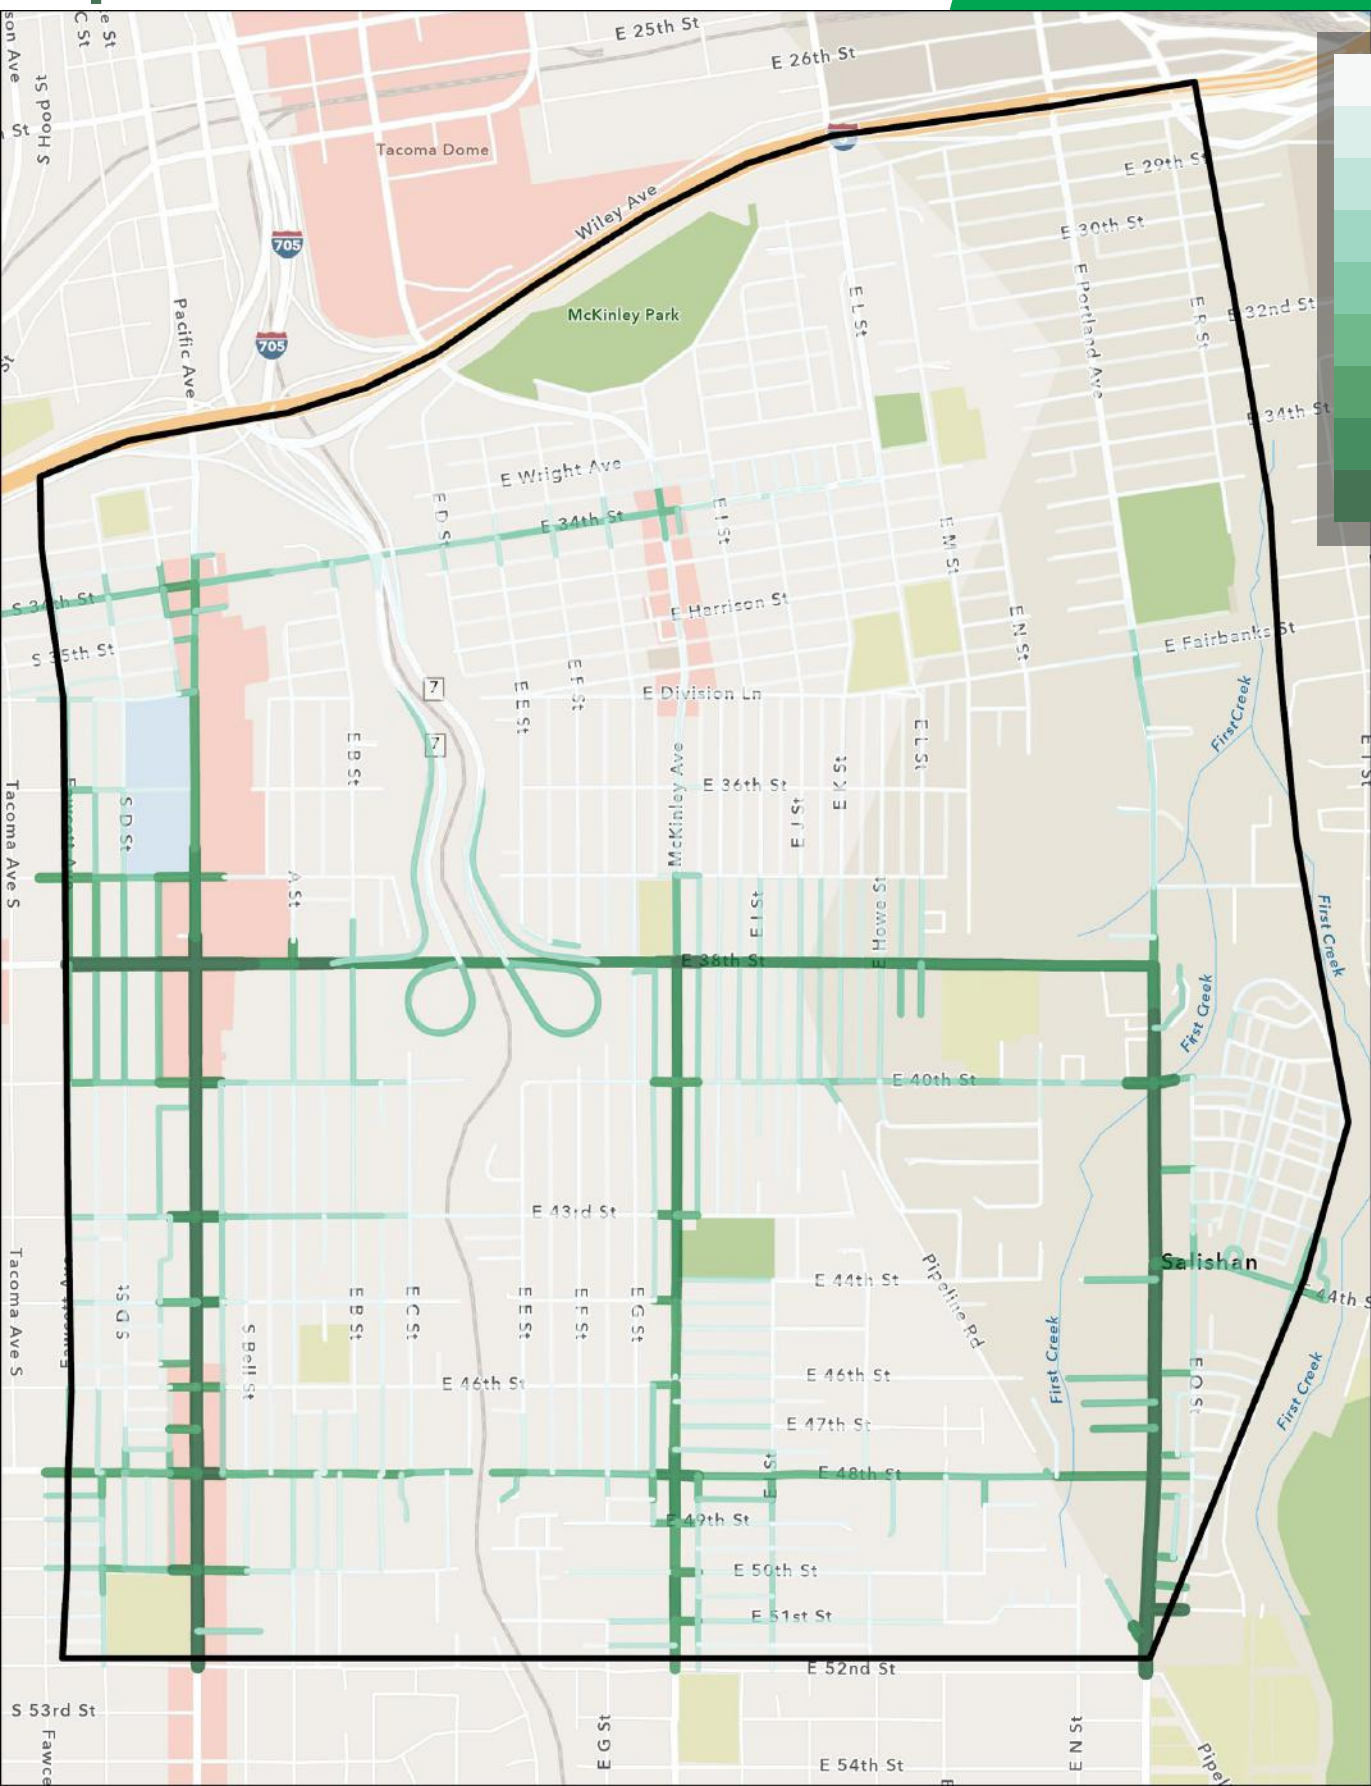 E 25th St
E 26th St
S Hood St
Tacoma Dome
E 29th St
Wiley Ave
E 30th St
705
E L St
E Portland Ave
E R St
E 32nd St
McKinley Park
Pacific Ave
705
E 34th St
E Wright Ave
E D St
E 34th St
E I St
E M St
S 34th St
E Harrison St
E N St
E Fairbanks St
S 35th St
7
E E St
E F St
E Division Ln
First Creek
7
E B St
McKinley Ave
E 36th St
E K St
E L St
Tacoma Ave S
S D St
E J St
A St
E I St
E Howe St
First Creek
E 38th St
First Creek
E 40th St
E 43rd St
Tacoma Ave S
Salishan
E 44th St
44th S
Pipeline Rd
E B St
E C St
E E St
E F St
E G St
S Bell St
First Creek
First Creek
E Q St
E 46th St
E 46th St
E 47th St
E 48th St
E I St
E 49th St
E 50th St
E 51st St
E 52nd St
S 53rd St
Fawce
E G St
E N St
E 54th St
Pipel